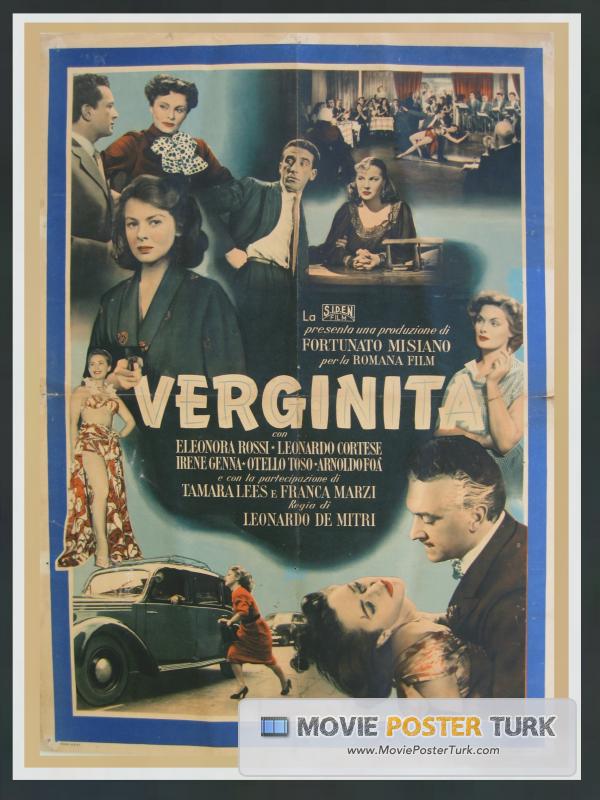 La S.I.D.E.N. FILM
presenta una produzione di
FORTUNATO MISIANO
per la ROMANA FILM
VERGINITA
con
ELEONORA ROSSI · LEONARDO CORTESE
IRENE GENNA · OTELLO TOSO · ARNOLDO FOÁ
e con la partecipazione di
TAMARA LEES E FRANCA MARZI
Regia di
LEONARDO DE MITRI
MOVIE POSTER TURK
www.MoviePosterTurk.com